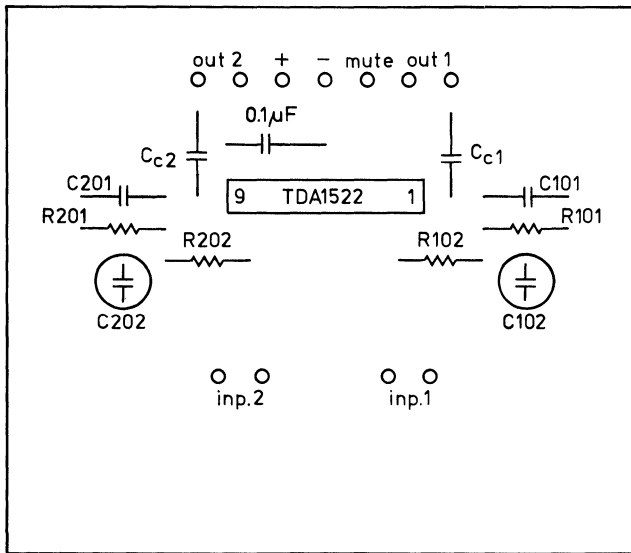 out 2 + − mute out 1
0.1µF
Cc2 Cc1
C201 C101
9 TDA1522 1
R201 R101
R202 R102
C202 C102
inp.2 inp.1